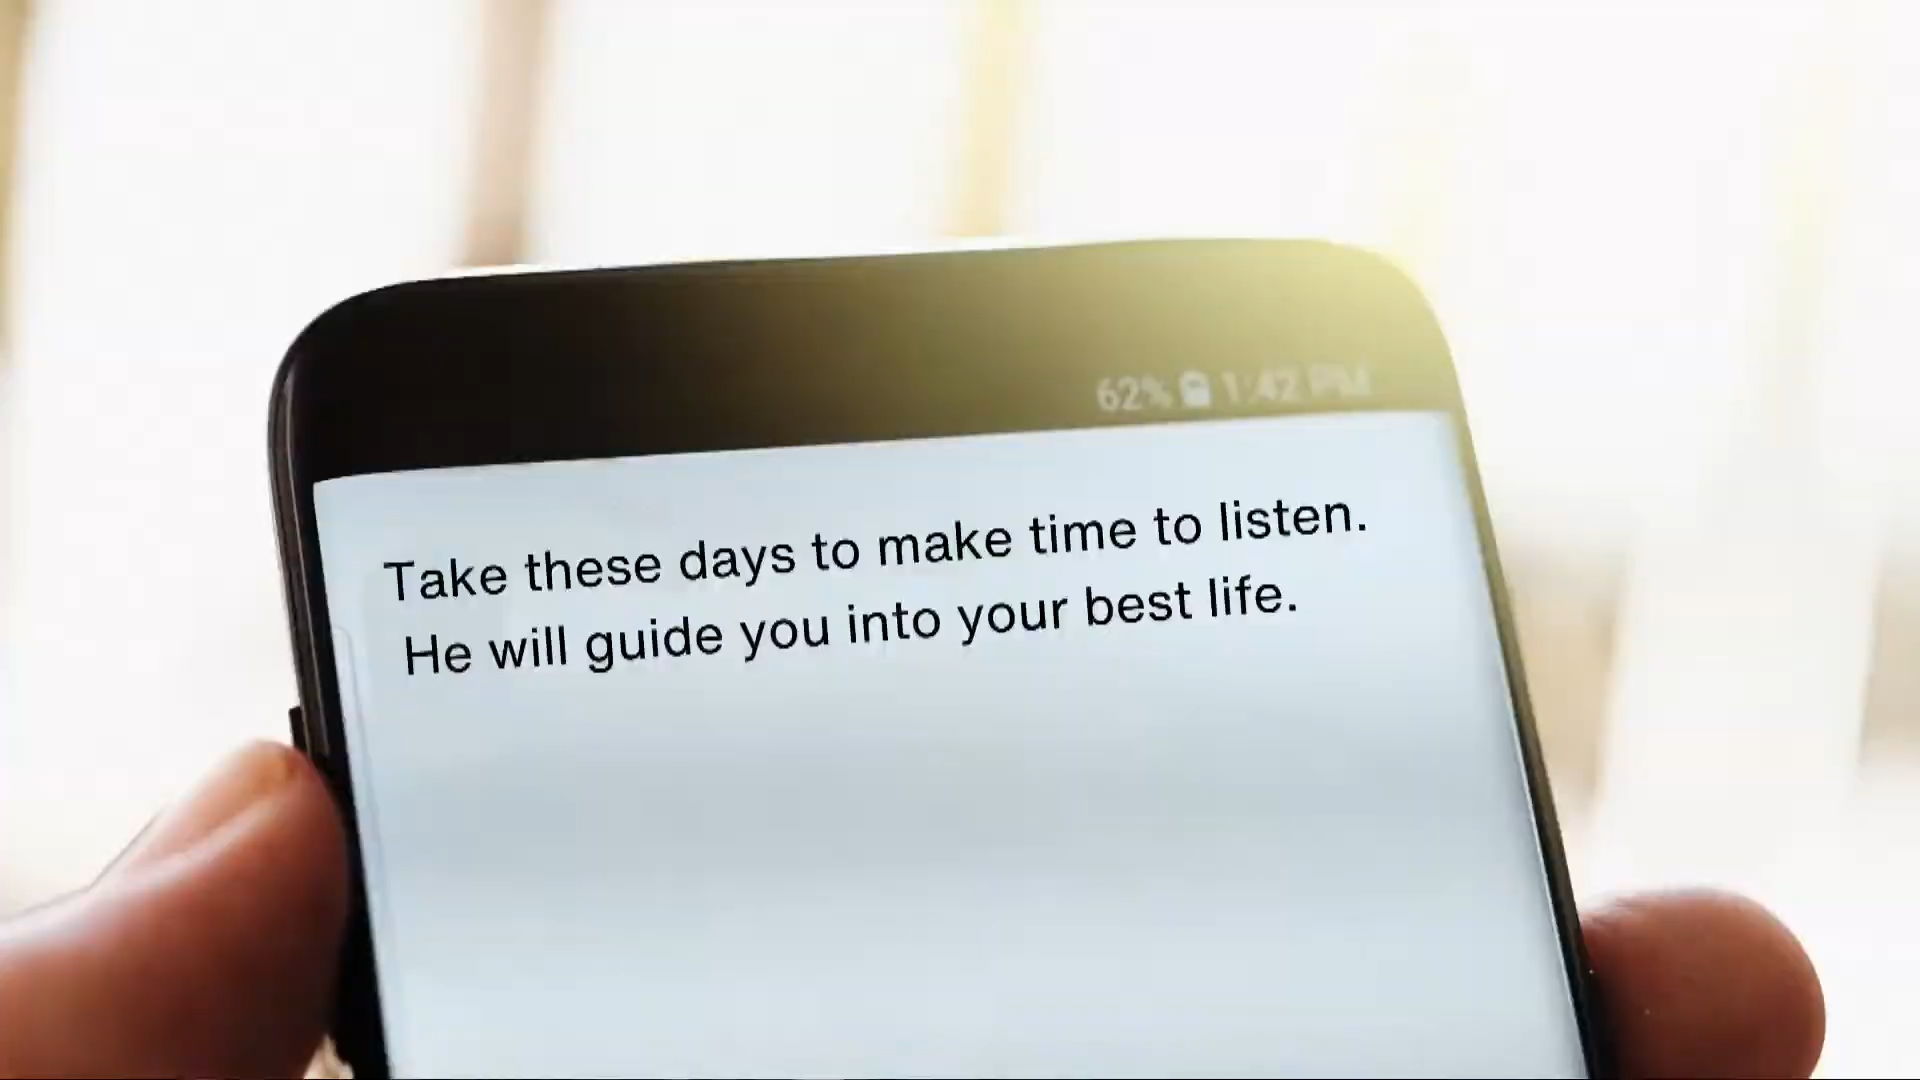 62% 1:42 PM
Take these days to make time to listen.
He will guide you into your best life.